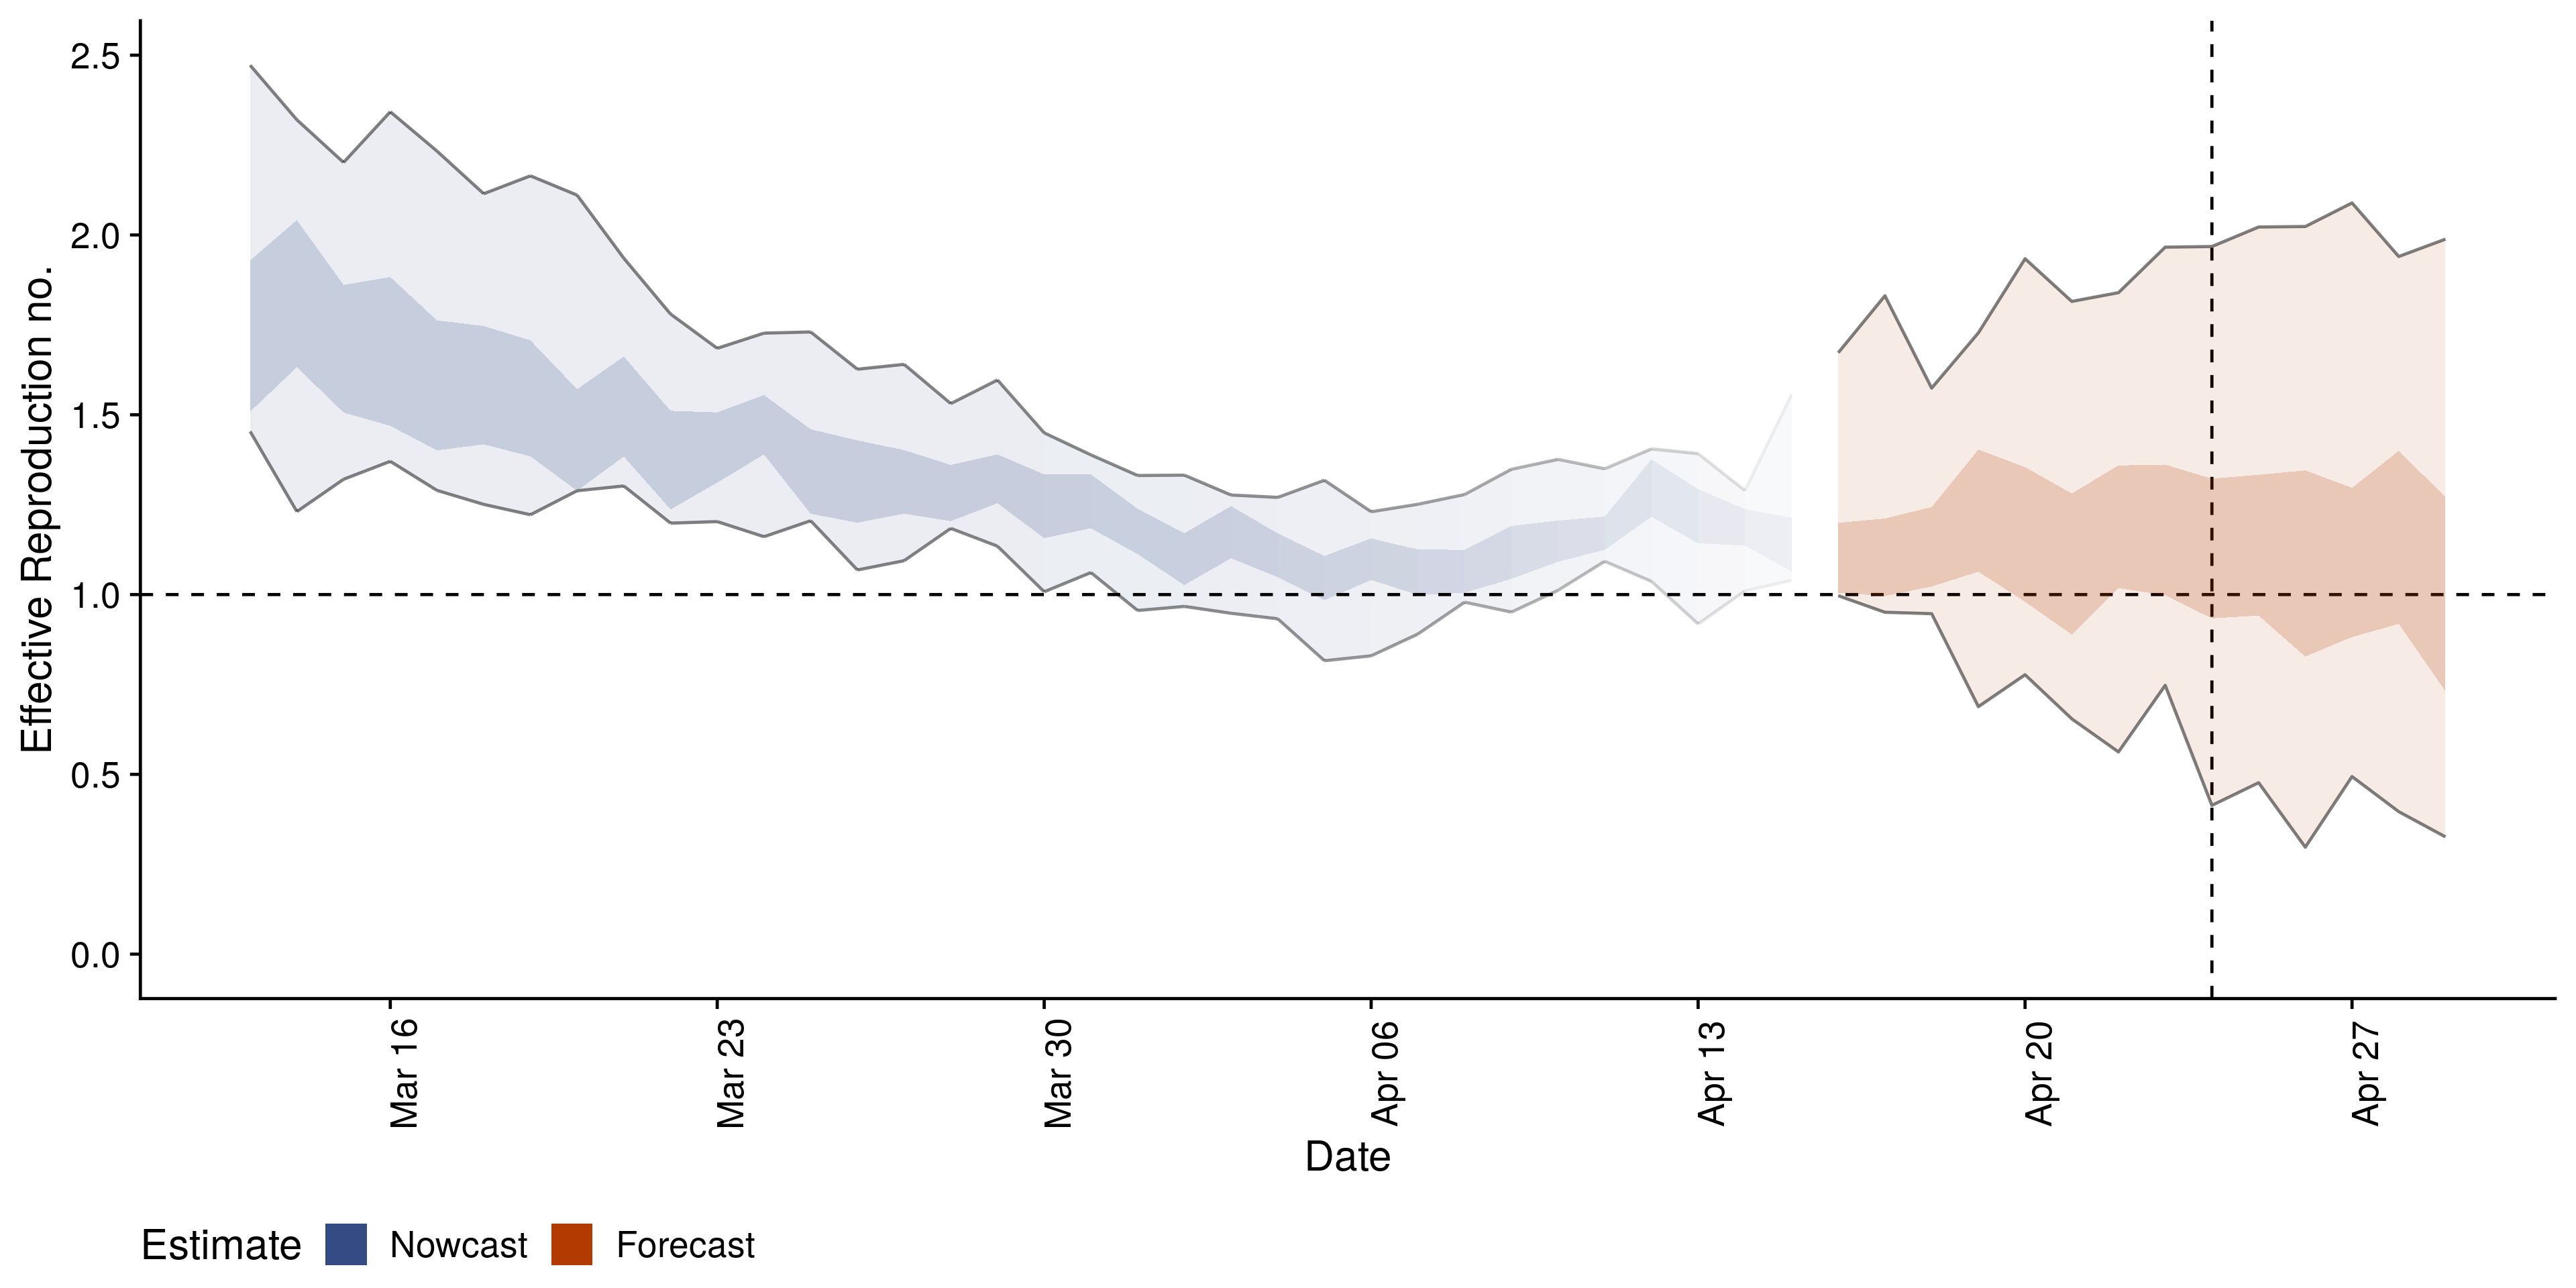 Effective Reproduction no.
2.5
2.0
1.5
1.0
0.5
0.0
Mar 16
Mar 23
Mar 30
Apr 06
Apr 13
Apr 20
Apr 27
Date
Estimate Nowcast Forecast